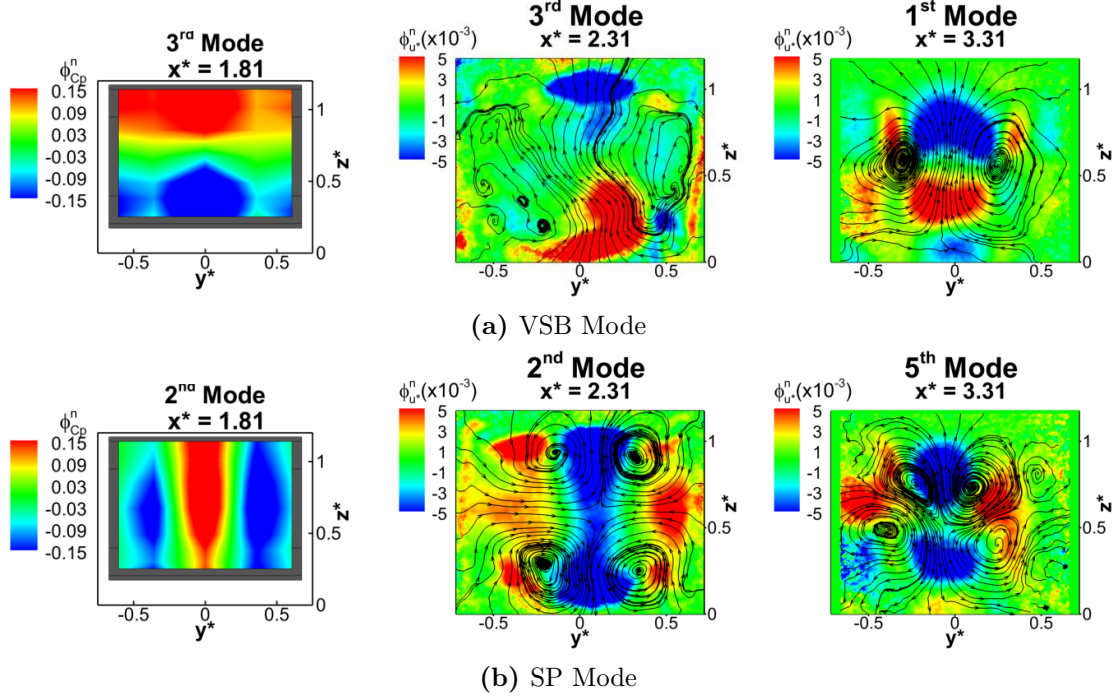 3rd Mode
x* = 1.81
ϕⁿCp
0.15
0.09
0.03
-0.03
-0.09
-0.15
1
0.5
0
z*
-0.5 0 0.5
y*
3rd Mode
x* = 2.31
ϕⁿu*(x10⁻³)
5
3
1
-1
-3
-5
1
0.5
0
z*
-0.5 0 0.5
y*
1st Mode
x* = 3.31
ϕⁿu*(x10⁻³)
5
3
1
-1
-3
-5
1
0.5
0
z*
-0.5 0 0.5
y*
(a) VSB Mode
2nd Mode
x* = 1.81
ϕⁿCp
0.15
0.09
0.03
-0.03
-0.09
-0.15
1
0.5
0
z*
-0.5 0 0.5
y*
2nd Mode
x* = 2.31
ϕⁿu*(x10⁻³)
5
3
1
-1
-3
-5
1
0.5
0
z*
-0.5 0 0.5
y*
5th Mode
x* = 3.31
ϕⁿu*(x10⁻³)
5
3
1
-1
-3
-5
1
0.5
0
z*
-0.5 0 0.5
y*
(b) SP Mode